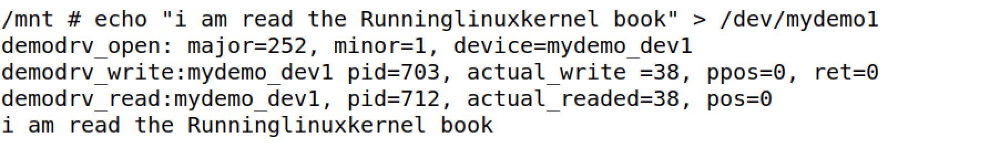 /mnt # echo "i am read the Runninglinuxkernel book" > /dev/mydemo1
demodrv_open: major=252, minor=1, device=mydemo_dev1
demodrv_write:mydemo_dev1 pid=703, actual_write =38, ppos=0, ret=0
demodrv_read:mydemo_dev1, pid=712, actual_readed=38, pos=0
i am read the Runninglinuxkernel book